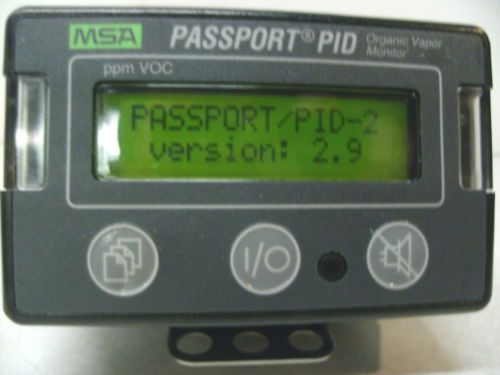 MSA PASSPORT® PID Organic Vapor
Monitor
ppm VOC
PASSPORT/PID-2
version: 2.9
I/O